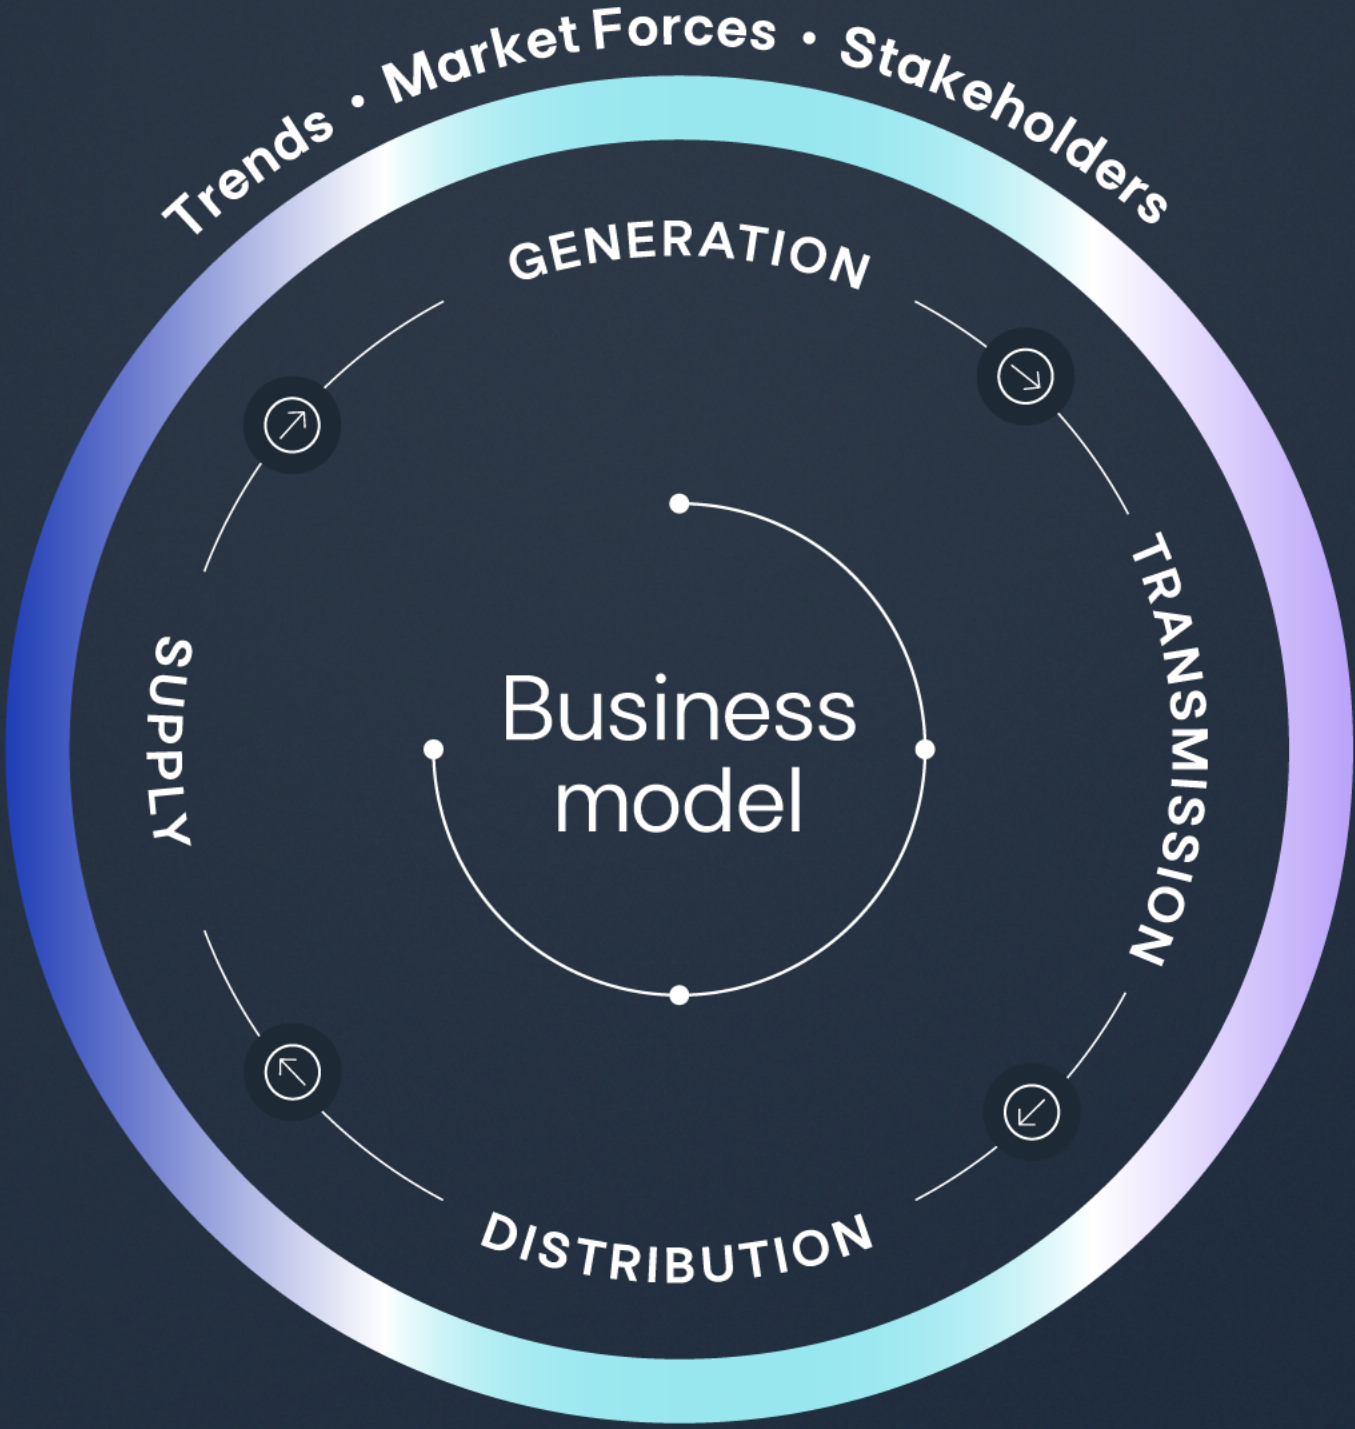 Trends • Market Forces • Stakeholders
GENERATION
TRANSMISSION
DISTRIBUTION
SUPPLY
Business
model